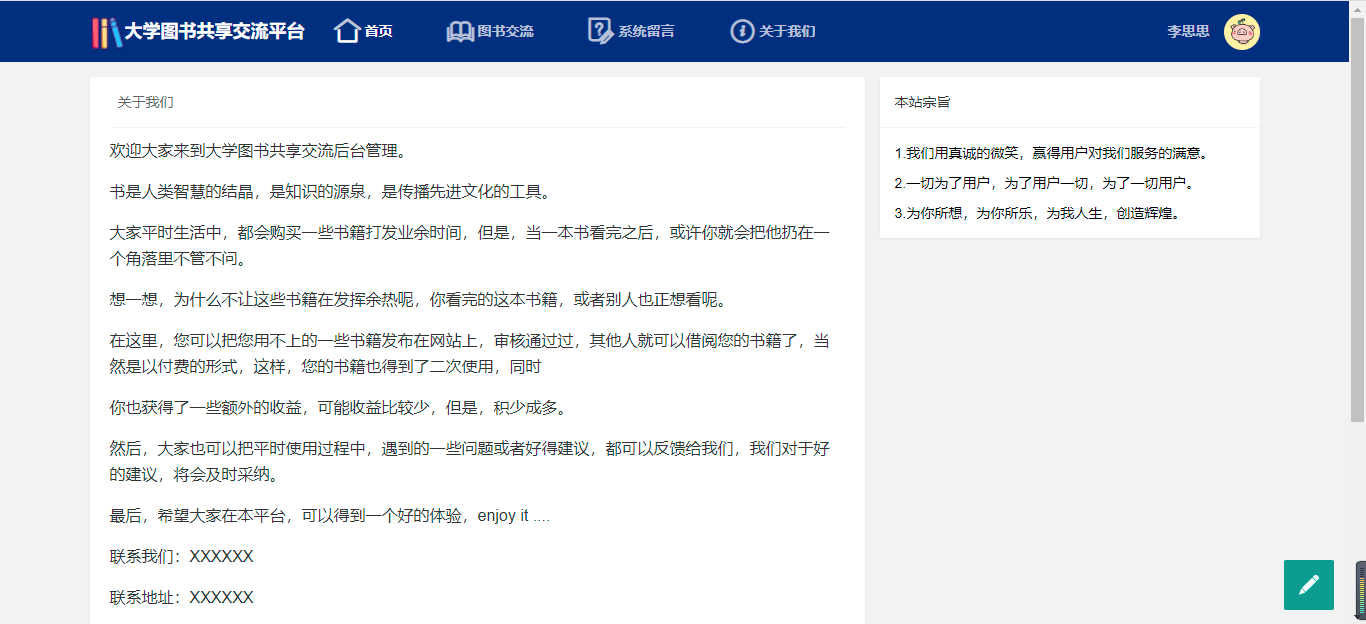 大学图书共享交流平台 首页 图书交流 系统留言 关于我们 李思思
关于我们
欢迎大家来到大学图书共享交流后台管理。
书是人类智慧的结晶，是知识的源泉，是传播先进文化的工具。
大家平时生活中，都会购买一些书籍打发业余时间，但是，当一本书看完之后，或许你就会把他扔在一
个角落里不管不问。
想一想，为什么不让这些书籍在发挥余热呢，你看完的这本书籍，或者别人也正想看呢。
在这里，您可以把您用不上的一些书籍发布在网站上，审核通过过，其他人就可以借阅您的书籍了，当
然是以付费的形式，这样，您的书籍也得到了二次使用，同时
你也获得了一些额外的收益，可能收益比较少，但是，积少成多。
然后，大家也可以把平时使用过程中，遇到的一些问题或者好得建议，都可以反馈给我们，我们对于好
的建议，将会及时采纳。
最后，希望大家在本平台，可以得到一个好的体验，enjoy it ....
联系我们：XXXXXX
联系地址：XXXXXX
本站宗旨
1.我们用真诚的微笑，赢得用户对我们服务的满意。
2.一切为了用户，为了用户一切，为了一切用户。
3.为你所想，为你所乐，为我人生，创造辉煌。